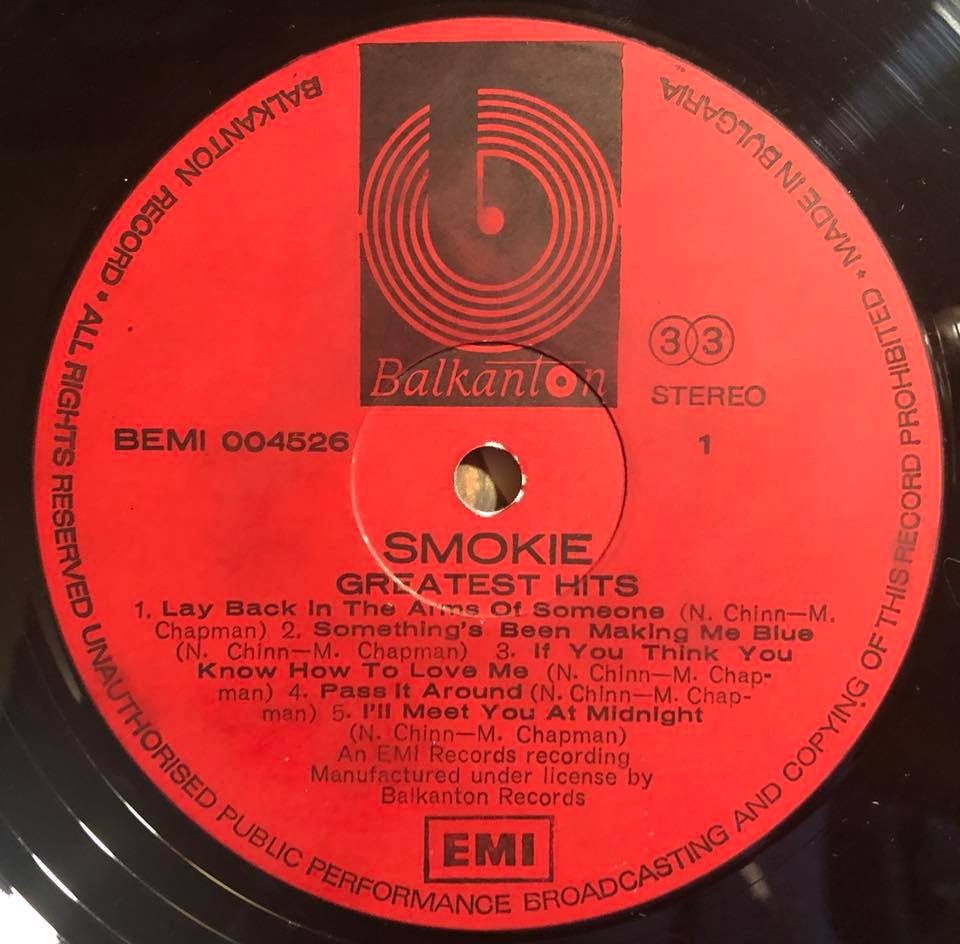 BALKANTON RECORD • ALL RIGHTS RESERVED UNAUTHORISED PUBLIC PERFORMANCE BROADCASTING AND COPYING OF THIS RECORD PROHIBITED • MADE IN BULGARIA
Balkanton
33
STEREO
BEMI 004526
1
SMOKIE
GREATEST HITS
1. Lay Back In The Arms Of Someone (N. Chinn—M.
Chapman) 2. Something's Been Making Me Blue
(N. Chinn—M. Chapman) 3. If You Think You
Know How To Love Me (N. Chinn—M. Chap-
man) 4. Pass It Around (N. Chinn—M. Chap-
man) 5. I'll Meet You At Midnight
(N. Chinn—M. Chapman)
An EMI Records recording
Manufactured under license by
Balkanton Records
EMI